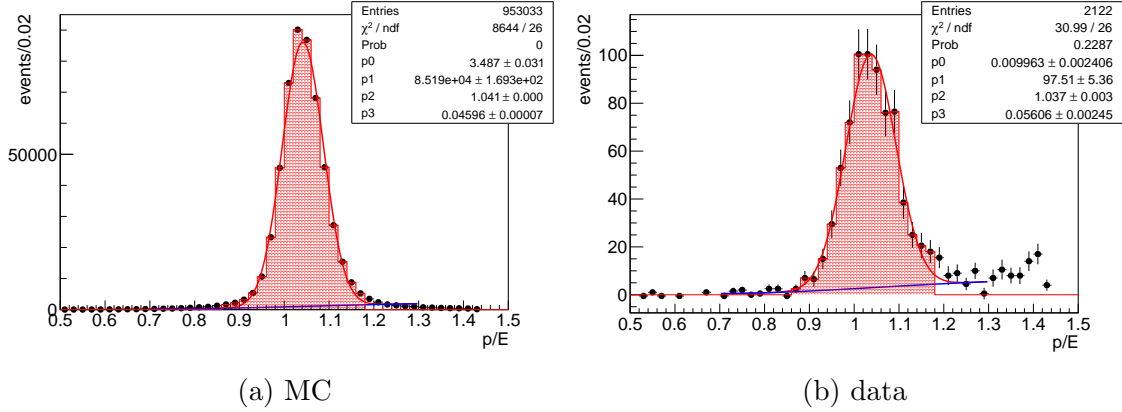 Entries 953033
χ² / ndf 8644 / 26
Prob 0
p0 3.487 ± 0.031
p1 8.519e+04 ± 1.693e+02
p2 1.041 ± 0.000
p3 0.04596 ± 0.00007
events/0.02
50000
0
0.5 0.6 0.7 0.8 0.9 1 1.1 1.2 1.3 1.4 1.5
p/E
(a) MC
Entries 2122
χ² / ndf 30.99 / 26
Prob 0.2287
p0 0.009963 ± 0.002406
p1 97.51 ± 5.36
p2 1.037 ± 0.003
p3 0.05606 ± 0.00245
events/0.02
100
80
60
40
20
0
0.5 0.6 0.7 0.8 0.9 1 1.1 1.2 1.3 1.4 1.5
p/E
(b) data